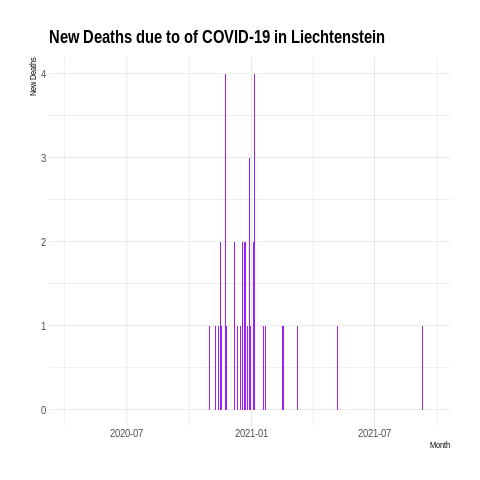 New Deaths due to of COVID-19 in Liechtenstein
New Deaths
4
3
2
1
0
2020-07 2021-01 2021-07
Month